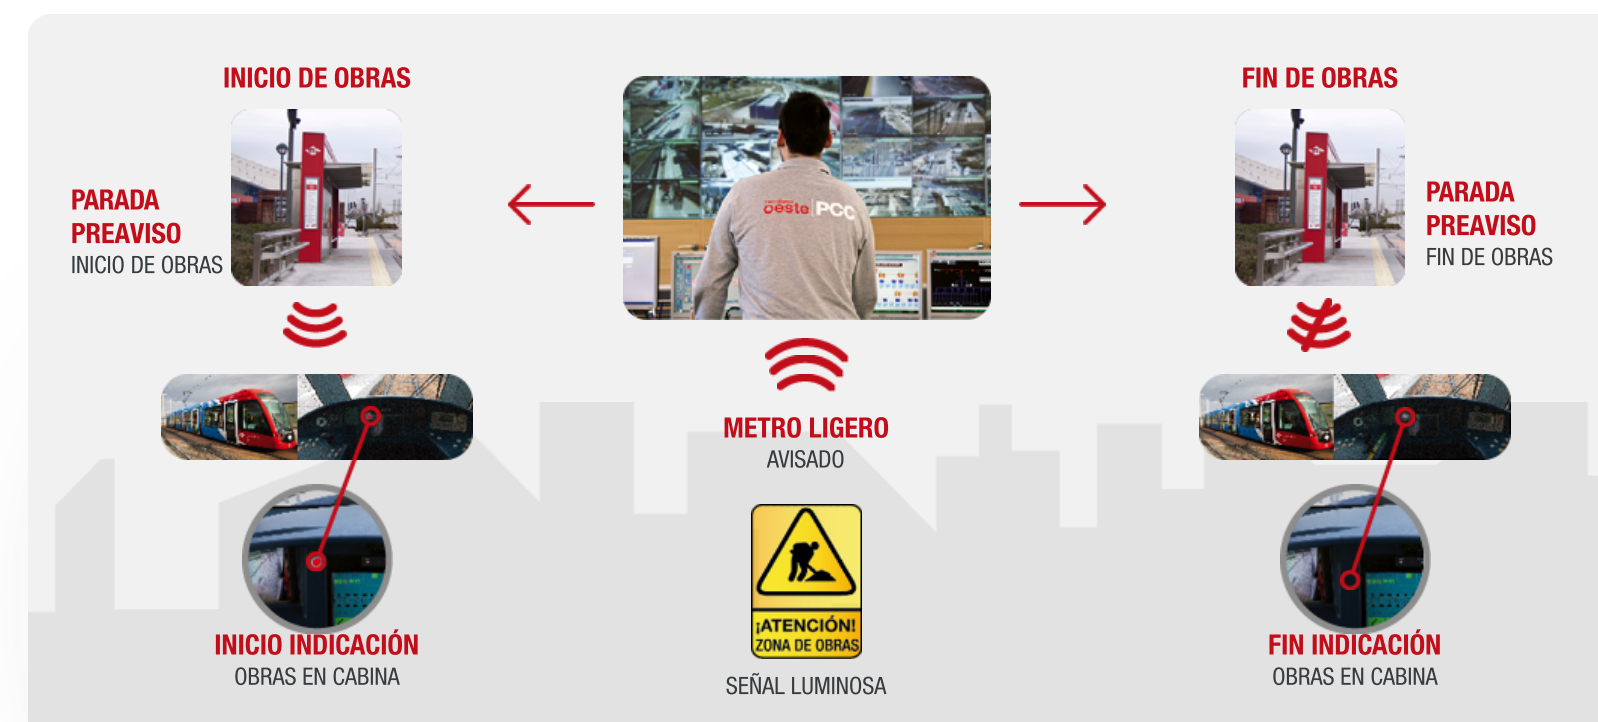 INICIO DE OBRAS
PARADA
PREAVISO
INICIO DE OBRAS
INICIO INDICACIÓN
OBRAS EN CABINA
oeste PCC
METRO LIGERO
AVISADO
¡ATENCIÓN!
ZONA DE OBRAS
SEÑAL LUMINOSA
FIN DE OBRAS
PARADA
PREAVISO
FIN DE OBRAS
FIN INDICACIÓN
OBRAS EN CABINA